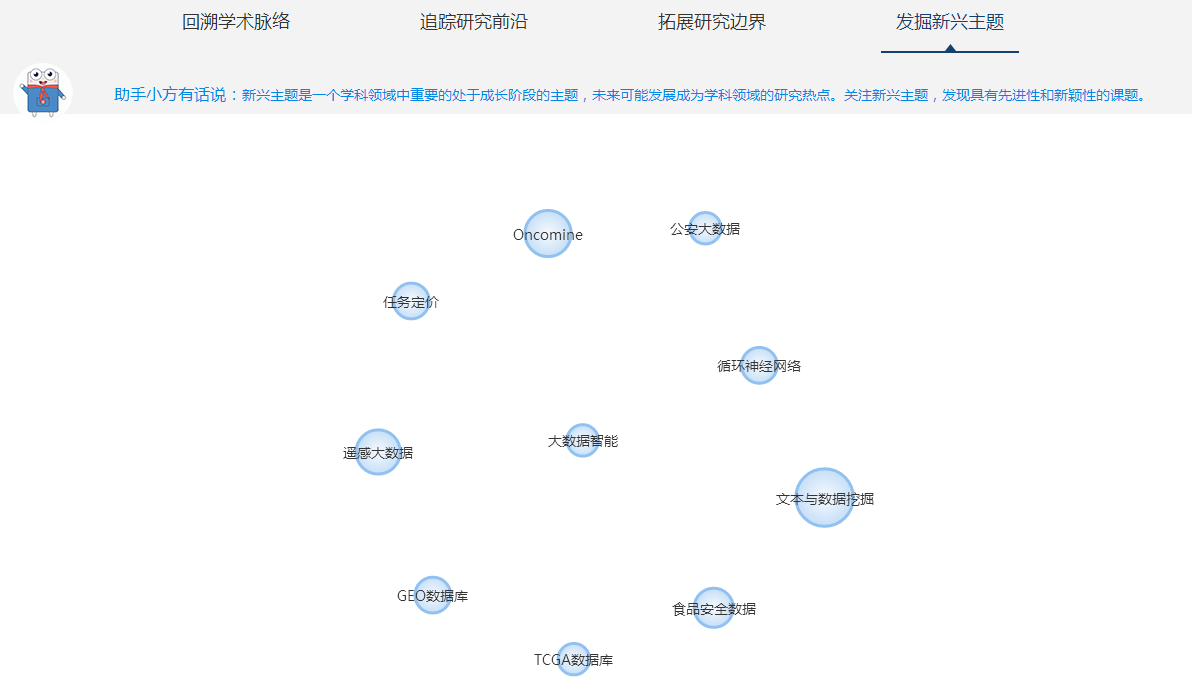 回溯学术脉络 追踪研究前沿 拓展研究边界 发掘新兴主题
助手小方有话说：新兴主题是一个学科领域中重要的处于成长阶段的主题，未来可能发展成为学科领域的研究热点。关注新兴主题，发现具有先进性和新颖性的课题。
Oncomine
公安大数据
任务定价
循环神经网络
大数据智能
遥感大数据
文本与数据挖掘
GEO数据库
食品安全数据
TCGA数据库